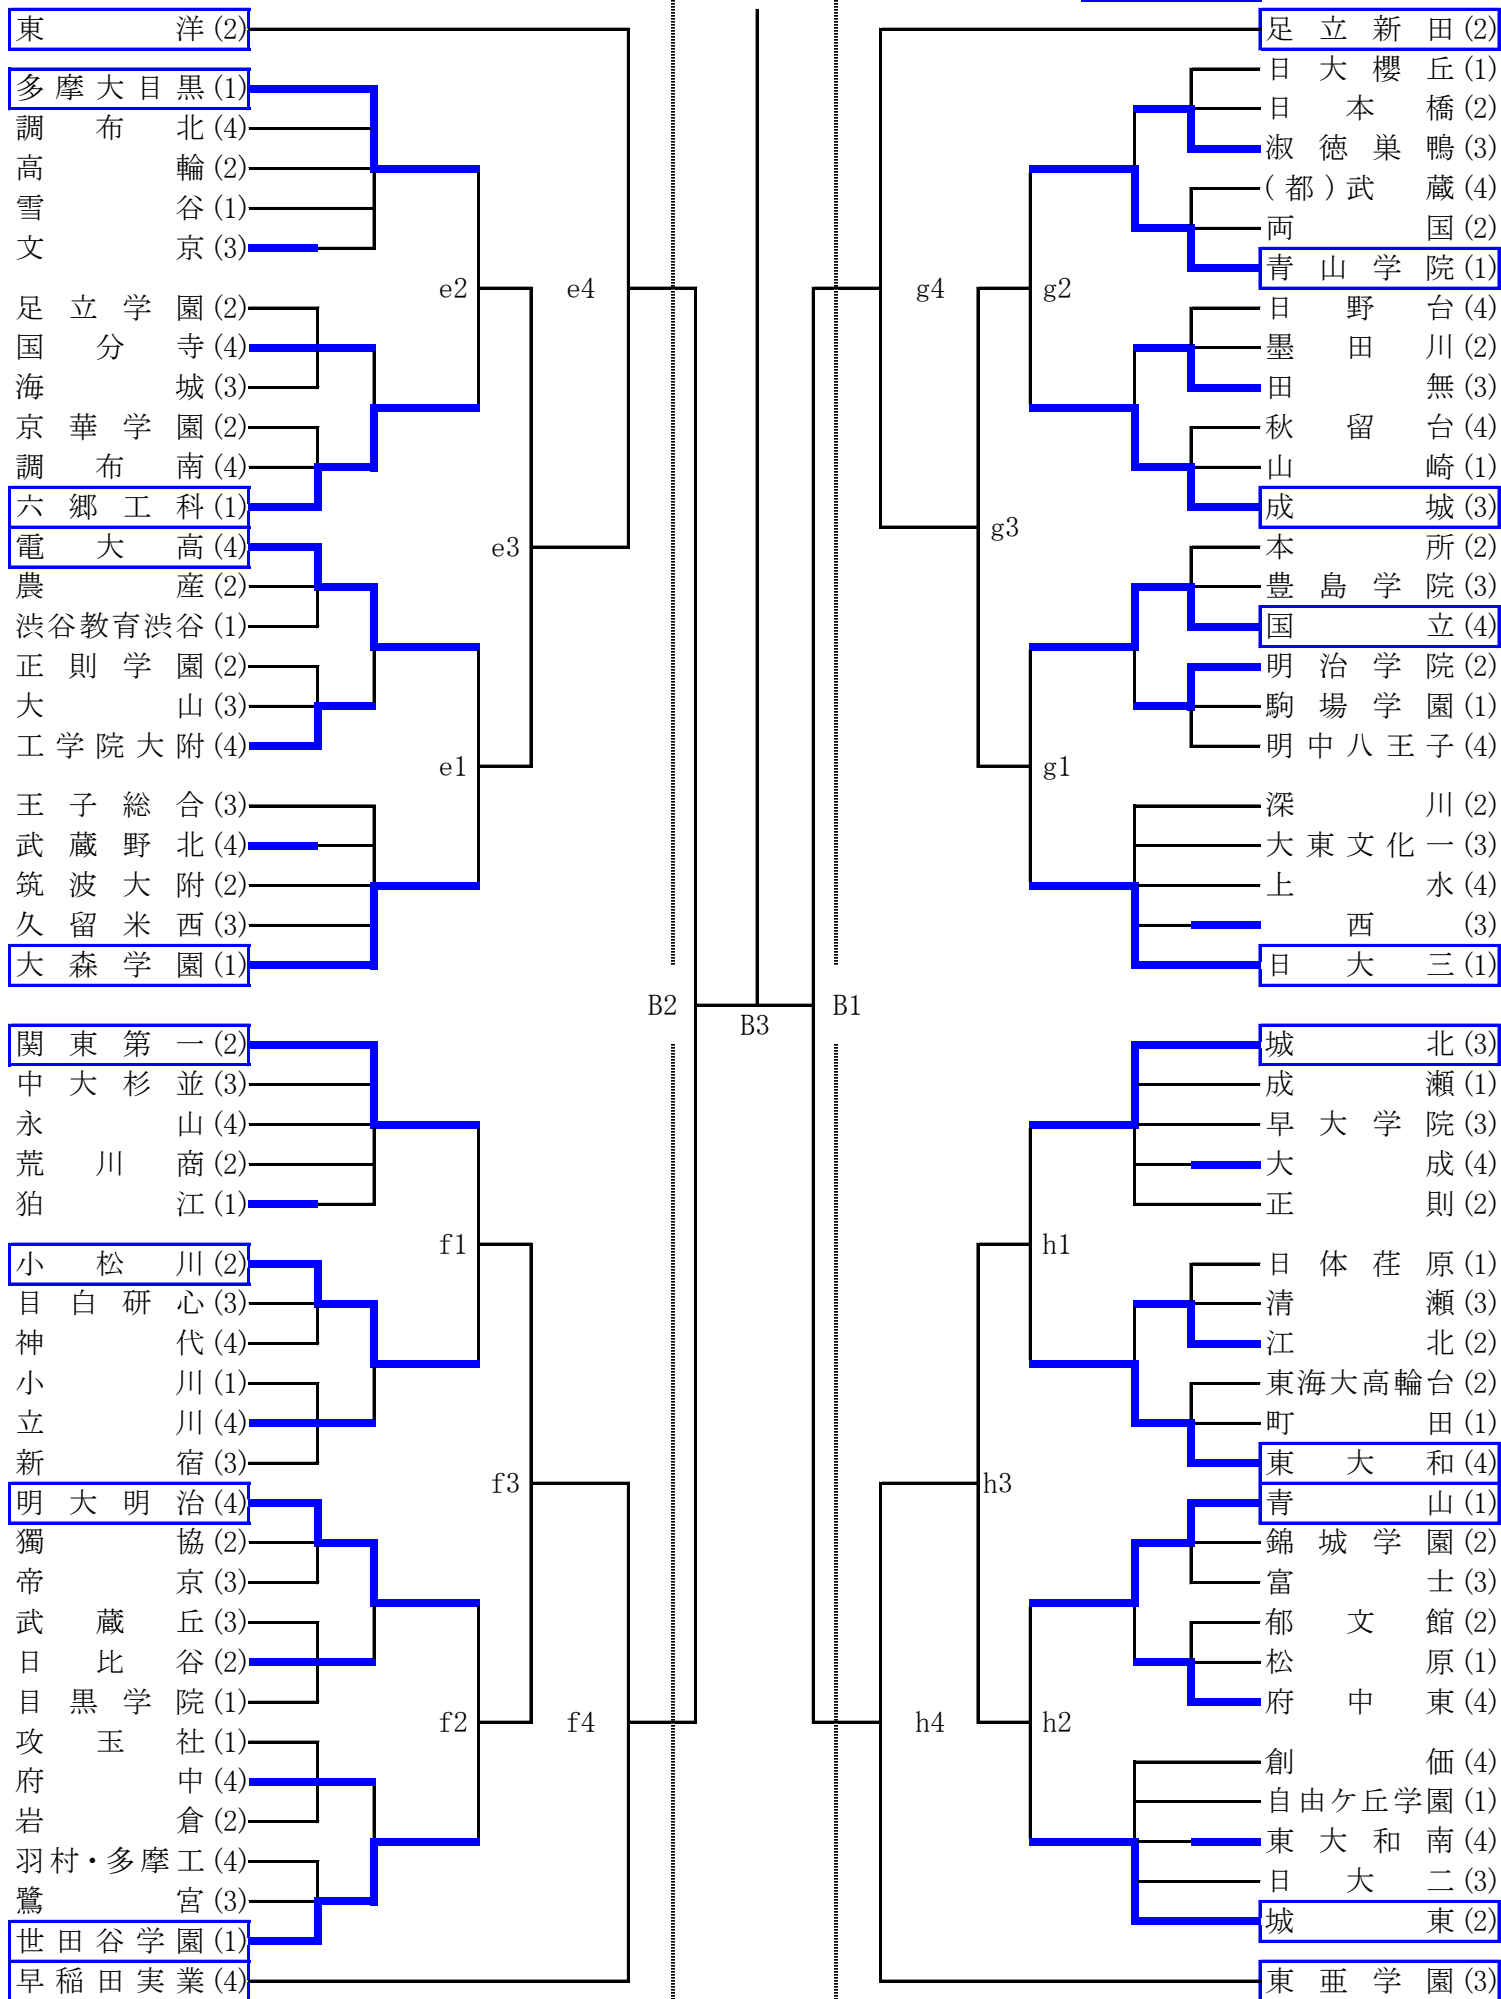 東洋(2)
多摩大目黒(1)
調布北(4)
高輪(2)
雪谷(1)
文京(3)
足立学園(2)
国分寺(4)
海城(3)
京華学園(2)
調布南(4)
六郷工科(1)
電大高(4)
農産(2)
渋谷教育渋谷(1)
正則学園(2)
大山(3)
工学院大附(4)
王子総合(3)
武蔵野北(4)
筑波大附(2)
久留米西(3)
大森学園(1)
関東第一(2)
中大杉並(3)
永山(4)
荒川商(2)
狛江(1)
小松川(2)
目白研心(3)
神代(4)
小川(1)
立川(4)
新宿(3)
明大明治(4)
獨協(2)
帝京(3)
武蔵丘(3)
日比谷(2)
目黒学院(1)
攻玉社(1)
府中(4)
岩倉(2)
羽村・多摩工(4)
鷺宮(3)
世田谷学園(1)
早稲田実業(4)
e2
e4
e3
e1
f1
f3
f2
f4
B2
B3
B1
g4
g2
g3
g1
h1
h3
h4
h2
足立新田(2)
日大櫻丘(1)
日本橋(2)
淑徳巣鴨(3)
(都)武蔵(4)
両国(2)
青山学院(1)
日野台(4)
墨田川(2)
田無(3)
秋留台(4)
山崎(1)
成城(3)
本所(2)
豊島学院(3)
国立(4)
明治学院(2)
駒場学園(1)
明中八王子(4)
深川(2)
大東文化一(3)
上水(4)
西(3)
日大三(1)
城北(3)
成瀬(1)
早大学院(3)
大成(4)
正則(2)
日体荏原(1)
清瀬(3)
江北(2)
東海大高輪台(2)
町田(1)
東大和(4)
青山(1)
錦城学園(2)
富士(3)
郁文館(2)
松原(1)
府中東(4)
創価(4)
自由ケ丘学園(1)
東大和南(4)
日大二(3)
城東(2)
東亜学園(3)